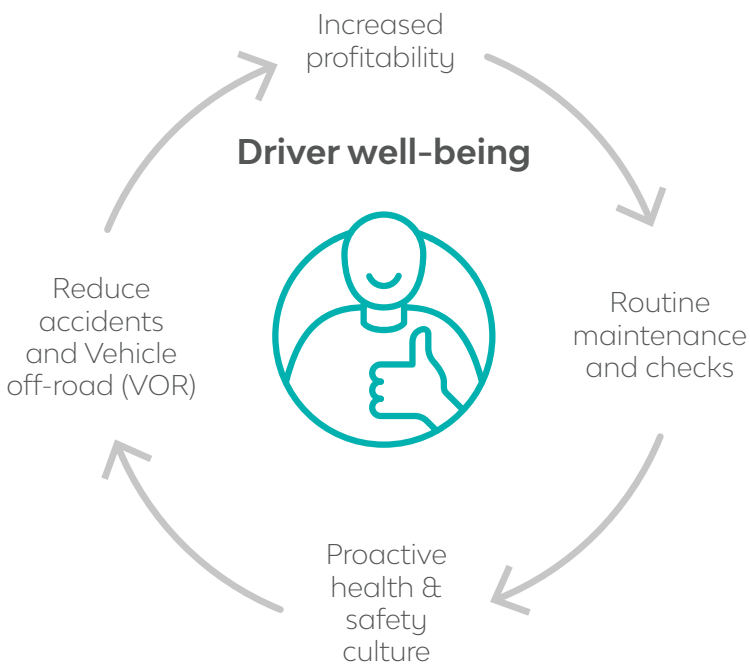 Increased
profitability
Driver well-being
Routine
maintenance
and checks
Proactive
health &
safety
culture
Reduce
accidents
and Vehicle
off-road (VOR)